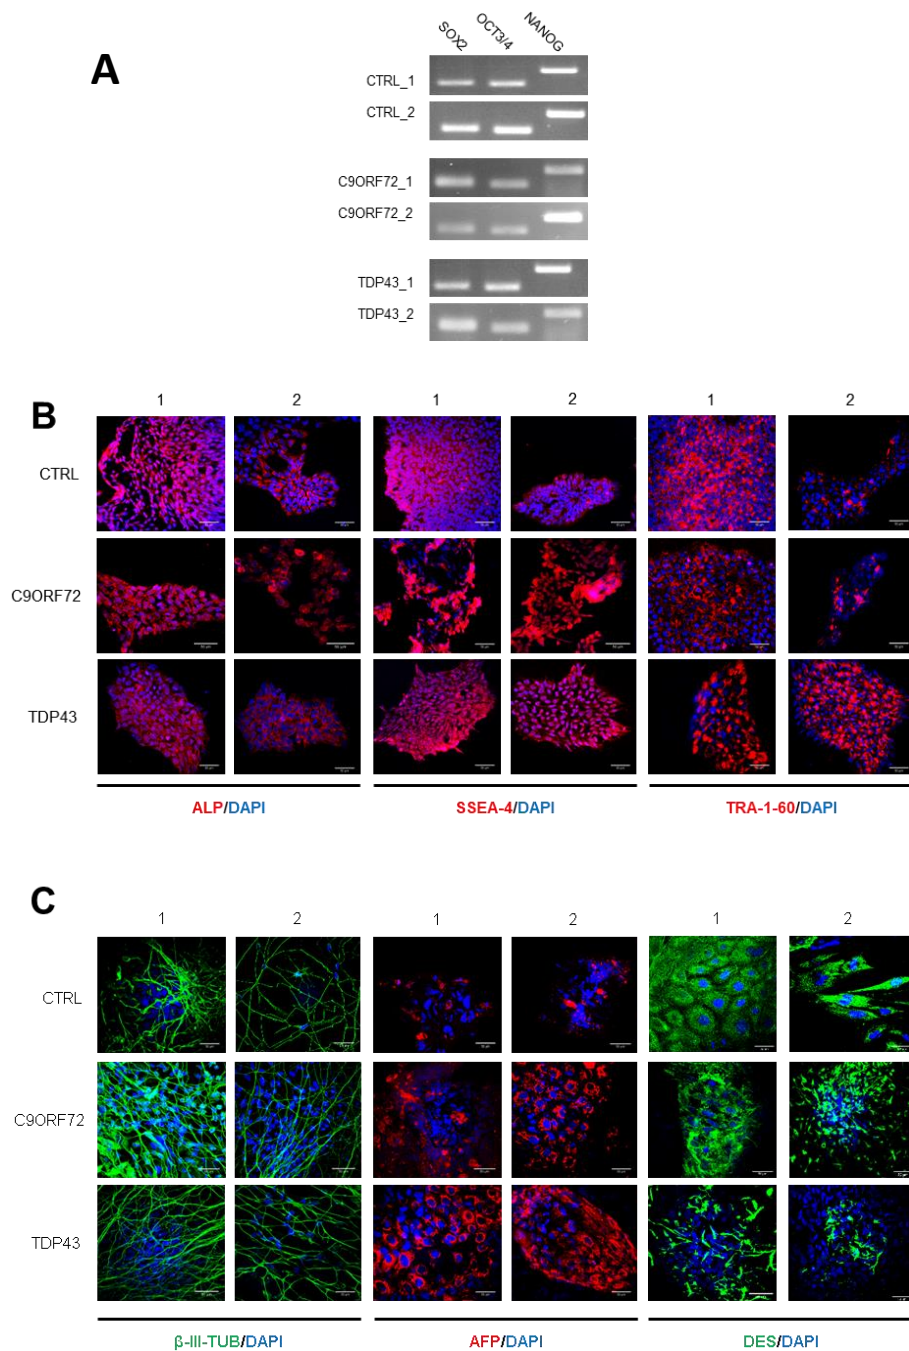 A
SOX2 OCT3/4 NANOG
CTRL_1
CTRL_2
C9ORF72_1
C9ORF72_2
TDP43_1
TDP43_2
B
1 2 1 2 1 2
CTRL
C9ORF72
TDP43
ALP/DAPI SSEA-4/DAPI TRA-1-60/DAPI
C
1 2 1 2 1 2
CTRL
C9ORF72
TDP43
β-III-TUB/DAPI AFP/DAPI DES/DAPI